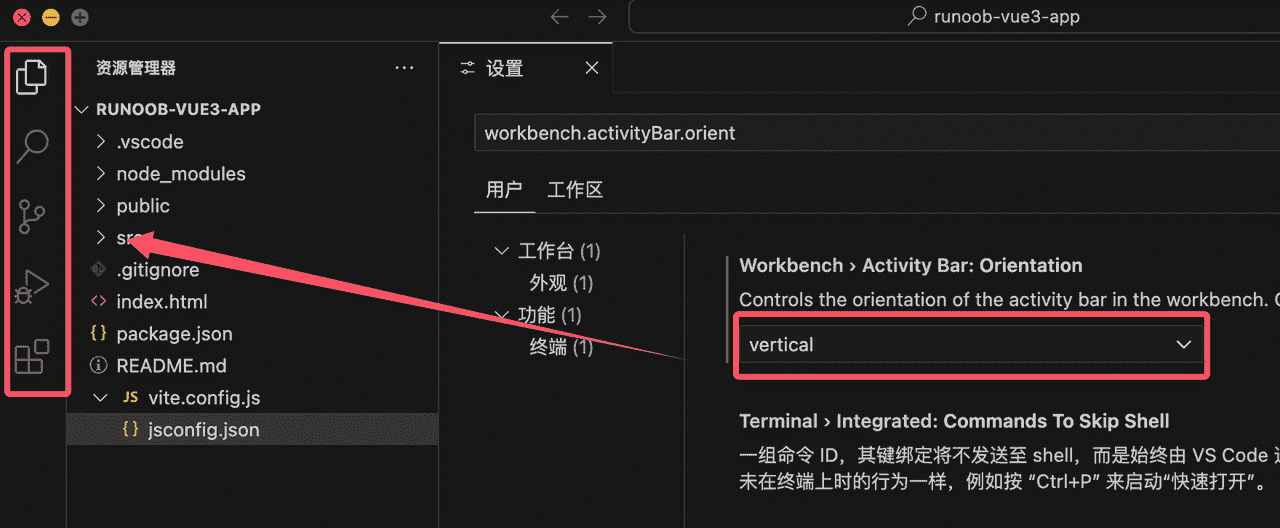 runoob-vue3-app
资源管理器
设置
RUNOOB-VUE3-APP
.vscode
node_modules
public
src
.gitignore
index.html
package.json
README.md
JS vite.config.js
jsconfig.json
workbench.activityBar.orient
用户 工作区
工作台 (1)
外观 (1)
功能 (1)
终端 (1)
Workbench › Activity Bar: Orientation
Controls the orientation of the activity bar in the workbench.
vertical
Terminal › Integrated: Commands To Skip Shell
一组命令 ID，其键绑定将不发送至 shell，而是始终由 VS Code
未在终端上时的行为一样，例如按 “Ctrl+P” 来启动“快速打开”。